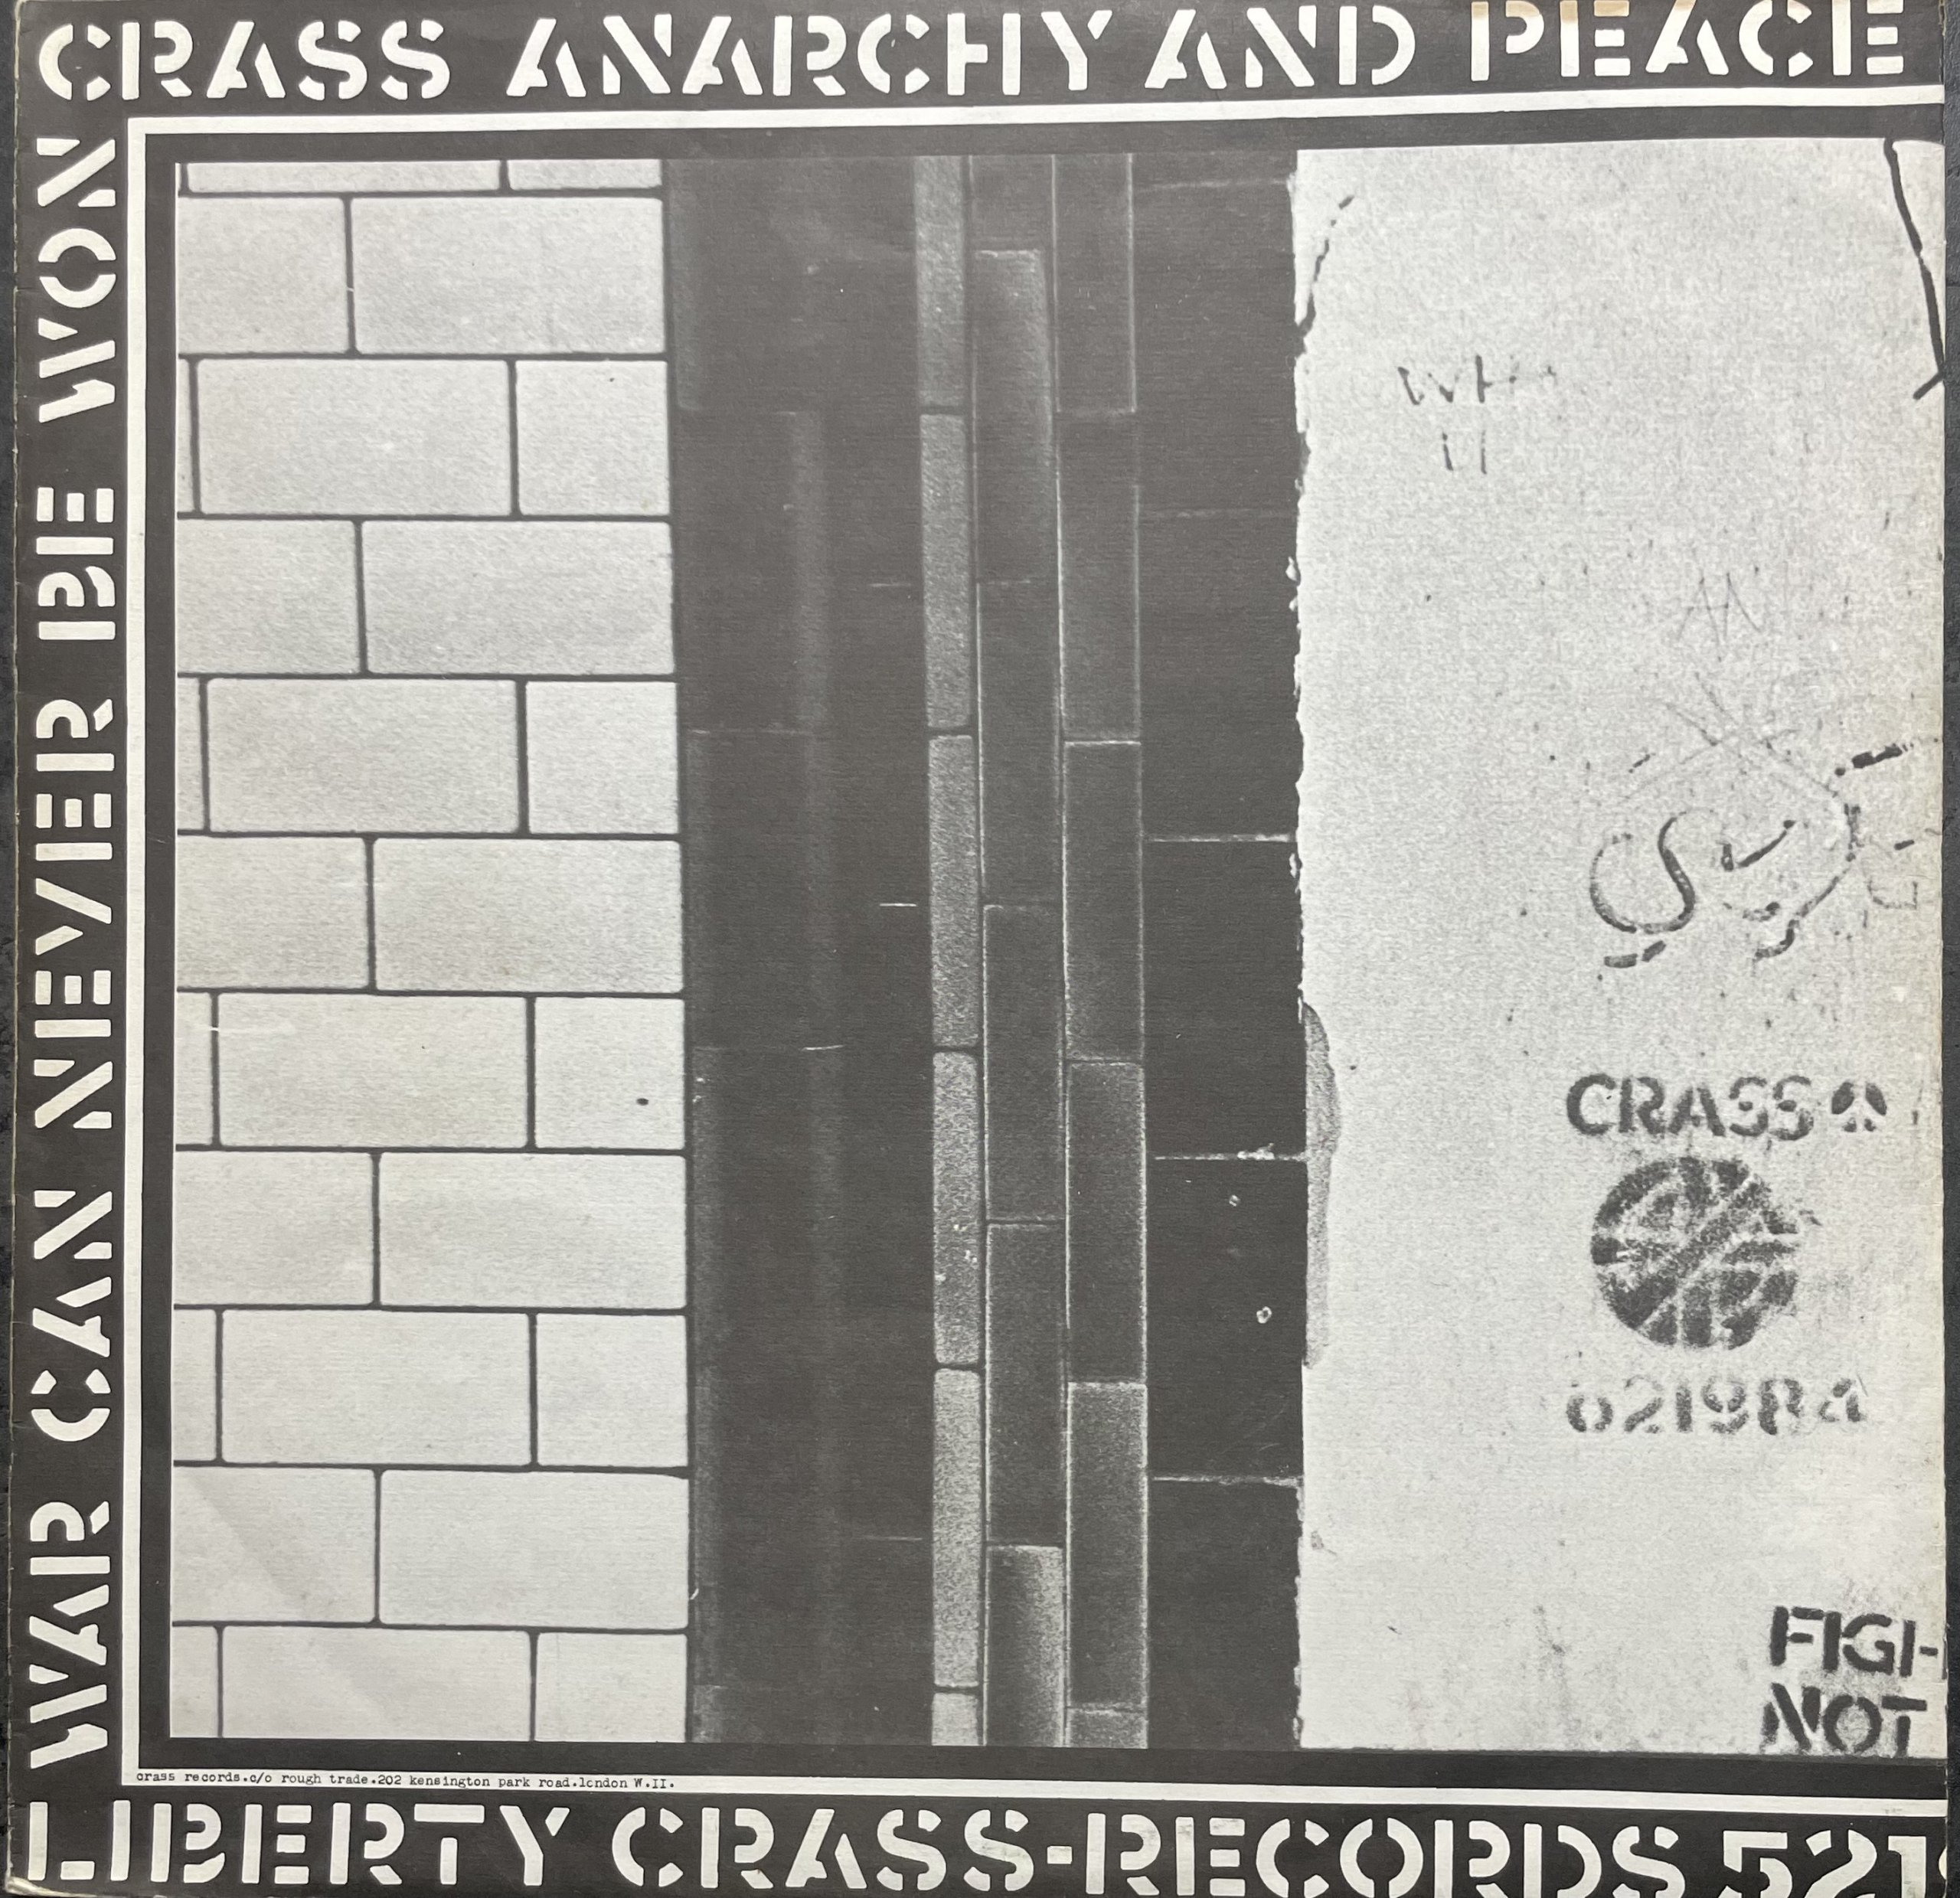 CRASS ANARCHY AND PEACE
WAR CAN NEVER BE WON
CRASS
621984
FIGH
NOT
crass records.c/o rough trade.202 kensington park road.london W.II.
LIBERTY CRASS-RECORDS 521